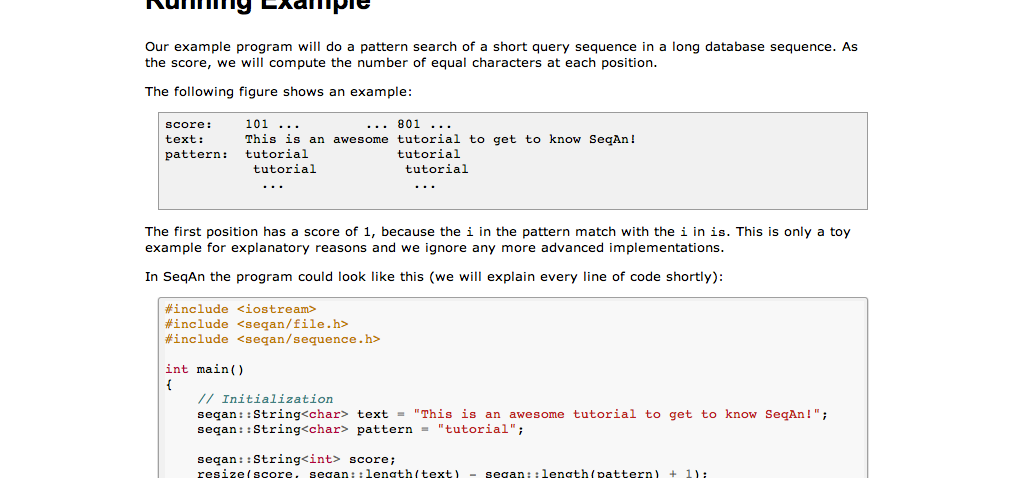 Running Example
Our example program will do a pattern search of a short query sequence in a long database sequence. As
the score, we will compute the number of equal characters at each position.
The following figure shows an example:
score:    101 ...        ... 801 ...
text:     This is an awesome tutorial to get to know SeqAn!
pattern:  tutorial           tutorial
           tutorial           tutorial
            ...                ...
The first position has a score of 1, because the i in the pattern match with the i in is. This is only a toy
example for explanatory reasons and we ignore any more advanced implementations.
In SeqAn the program could look like this (we will explain every line of code shortly):
#include <iostream>
#include <seqan/file.h>
#include <seqan/sequence.h>
int main()
{
    // Initialization
    seqan::String<char> text = "This is an awesome tutorial to get to know SeqAn!";
    seqan::String<char> pattern = "tutorial";
    seqan::String<int> score;
    resize(score, seqan::length(text) - seqan::length(pattern) + 1);